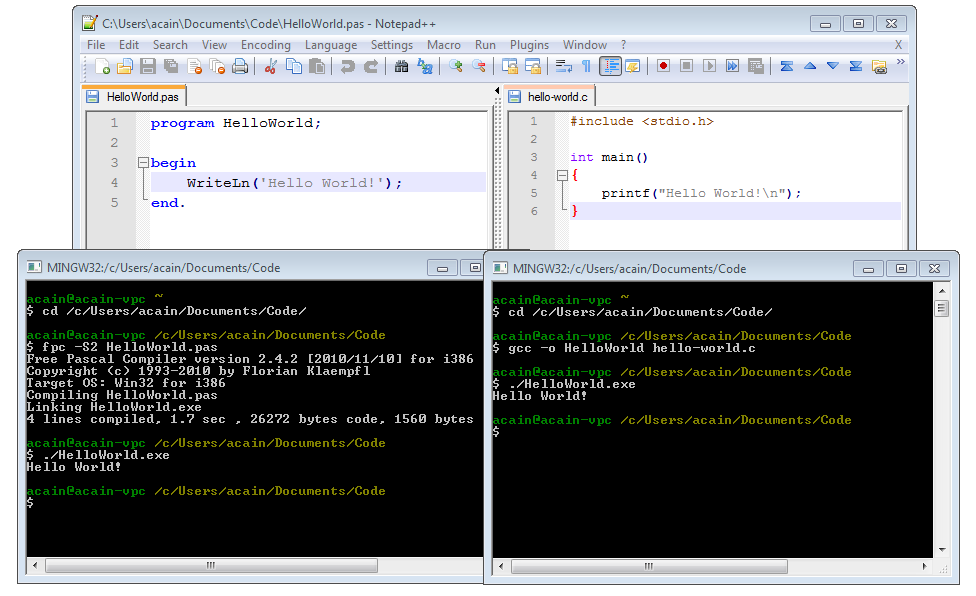 C:\Users\acain\Documents\Code\HelloWorld.pas - Notepad++
File Edit Search View Encoding Language Settings Macro Run Plugins Window ? X
HelloWorld.pas
1 program HelloWorld;
2
3 begin
4 WriteLn('Hello World!');
5 end.
hello-world.c
1 #include <stdio.h>
2
3 int main()
4 {
5 printf("Hello World!\n");
6 }
MINGW32:/c/Users/acain/Documents/Code
acain@acain-vpc ~
$ cd /c/Users/acain/Documents/Code/
acain@acain-vpc /c/Users/acain/Documents/Code
$ fpc -S2 HelloWorld.pas
Free Pascal Compiler version 2.4.2 [2010/11/10] for i386
Copyright (c) 1993-2010 by Florian Klaempfl
Target OS: Win32 for i386
Compiling HelloWorld.pas
Linking HelloWorld.exe
4 lines compiled, 1.7 sec , 26272 bytes code, 1560 bytes
acain@acain-vpc /c/Users/acain/Documents/Code
$ ./HelloWorld.exe
Hello World!
acain@acain-vpc /c/Users/acain/Documents/Code
$
MINGW32:/c/Users/acain/Documents/Code
acain@acain-vpc ~
$ cd /c/Users/acain/Documents/Code/
acain@acain-vpc /c/Users/acain/Documents/Code
$ gcc -o HelloWorld hello-world.c
acain@acain-vpc /c/Users/acain/Documents/Code
$ ./HelloWorld.exe
Hello World!
acain@acain-vpc /c/Users/acain/Documents/Code
$